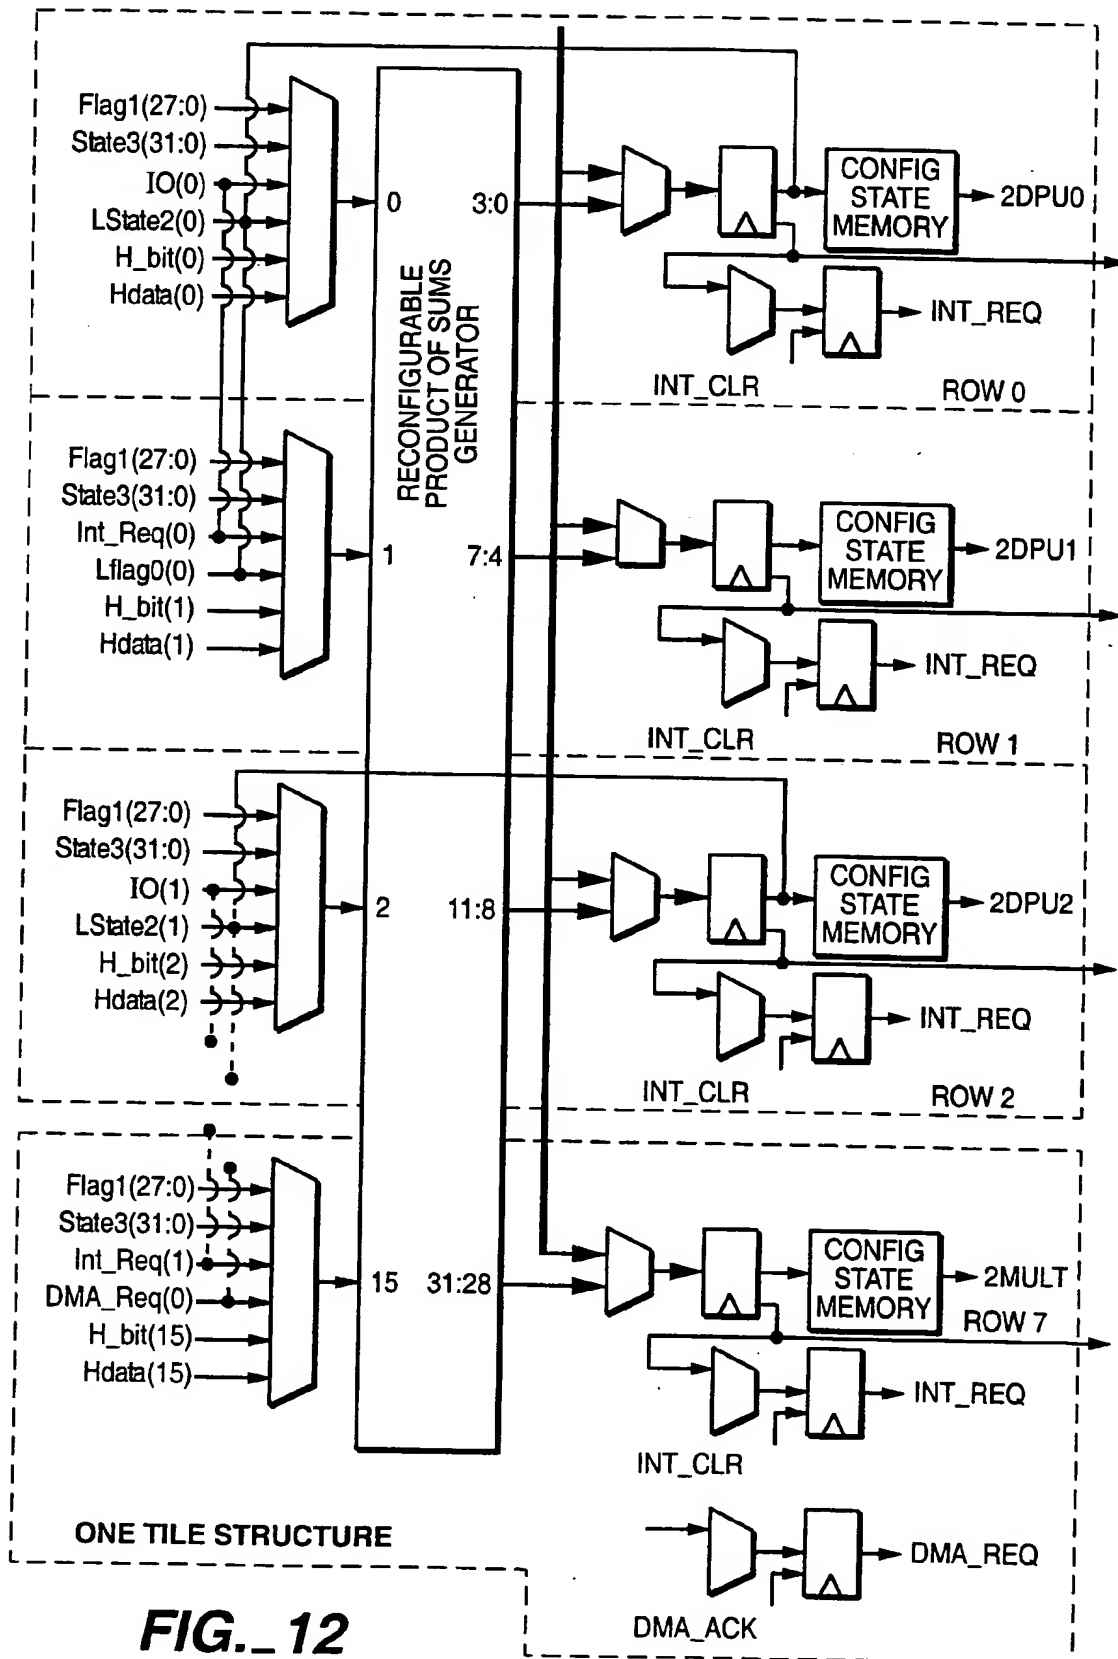 Flag1(27:0)
State3(31:0)
IO(0)
LState2(0)
H_bit(0)
Hdata(0)
0
3:0
RECONFIGURABLE
PRODUCT OF SUMS
GENERATOR
CONFIG
STATE
MEMORY
2DPU0
INT_REQ
INT_CLR
ROW 0
Flag1(27:0)
State3(31:0)
Int_Req(0)
Lflag0(0)
H_bit(1)
Hdata(1)
1
7:4
CONFIG
STATE
MEMORY
2DPU1
INT_REQ
INT_CLR
ROW 1
Flag1(27:0)
State3(31:0)
IO(1)
LState2(1)
H_bit(2)
Hdata(2)
2
11:8
CONFIG
STATE
MEMORY
2DPU2
INT_REQ
INT_CLR
ROW 2
Flag1(27:0)
State3(31:0)
Int_Req(1)
DMA_Req(0)
H_bit(15)
Hdata(15)
15
31:28
CONFIG
STATE
MEMORY
2MULT
ROW 7
INT_REQ
INT_CLR
ONE TILE STRUCTURE
DMA_REQ
DMA_ACK
FIG._12